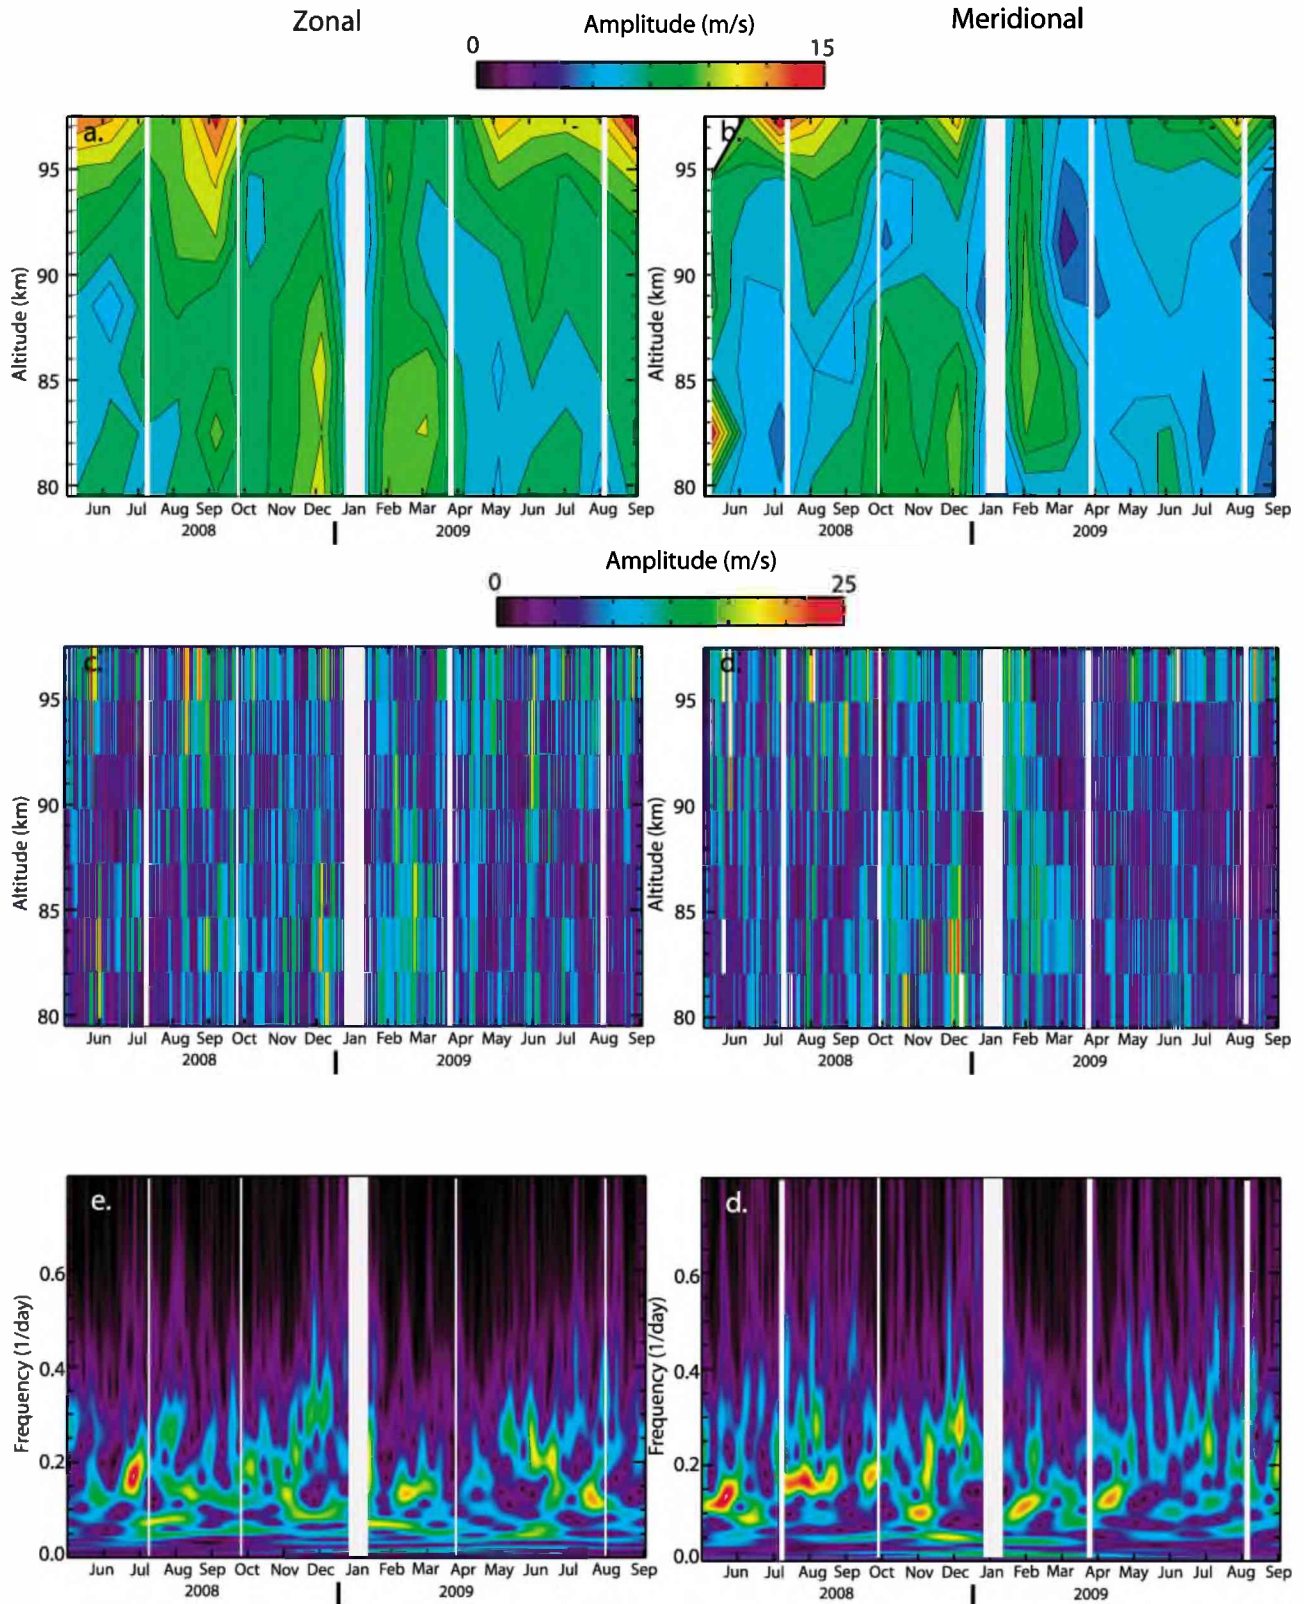 Zonal Amplitude (m/s) Meridional
0 15
a. b.
Altitude (km) Altitude (km)
95 95
90 90
85 85
80 80
Jun Jul Aug Sep Oct Nov Dec Jan Feb Mar Apr May Jun Jul Aug Sep Jun Jul Aug Sep Oct Nov Dec Jan Feb Mar Apr May Jun Jul Aug Sep
2008 2009 2008 2009
Amplitude (m/s)
0 25
c. d.
Altitude (km) Altitude (km)
95 95
90 90
85 85
80 80
Jun Jul Aug Sep Oct Nov Dec Jan Feb Mar Apr May Jun Jul Aug Sep Jun Jul Aug Sep Oct Nov Dec Jan Feb Mar Apr May Jun Jul Aug Sep
2008 2009 2008 2009
e. d.
Frequency (1/day) Frequency (1/day)
0.6 0.6
0.4 0.4
0.2 0.2
0.0 0.0
Jun Jul Aug Sep Oct Nov Dec Jan Feb Mar Apr May Jun Jul Aug Sep Jun Jul Aug Sep Oct Nov Dec Jan Feb Mar Apr May Jun Jul Aug Sep
2008 2009 2008 2009